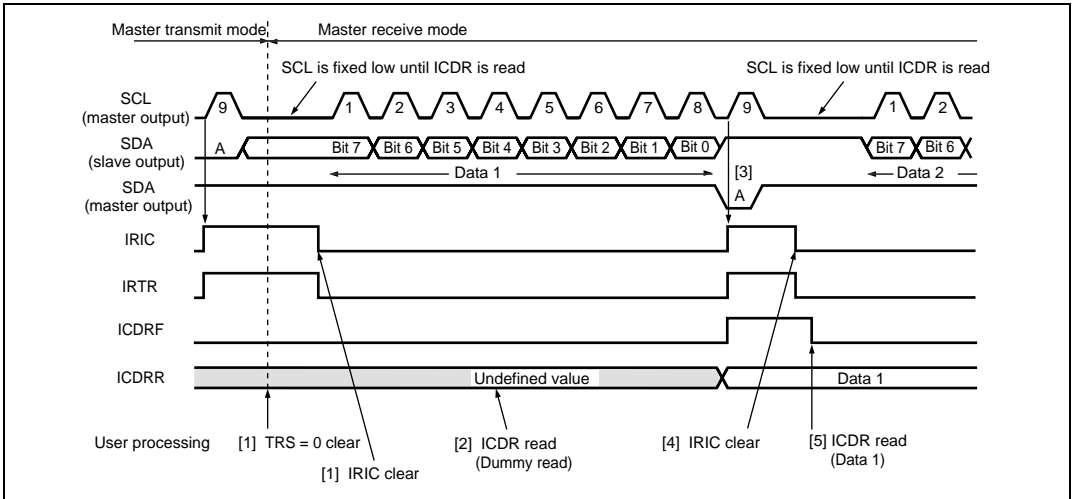 Master transmit mode
Master receive mode
SCL is fixed low until ICDR is read
SCL is fixed low until ICDR is read
SCL
(master output)
9
1
2
3
4
5
6
7
8
9
1
2
SDA
(slave output)
A
Bit 7
Bit 6
Bit 5
Bit 4
Bit 3
Bit 2
Bit 1
Bit 0
Bit 7
Bit 6
Data 1
[3]
Data 2
SDA
(master output)
A
IRIC
IRTR
ICDRF
ICDRR
Undefined value
Data 1
User processing
[1] TRS = 0 clear
[1] IRIC clear
[2] ICDR read
(Dummy read)
[4] IRIC clear
[5] ICDR read
(Data 1)